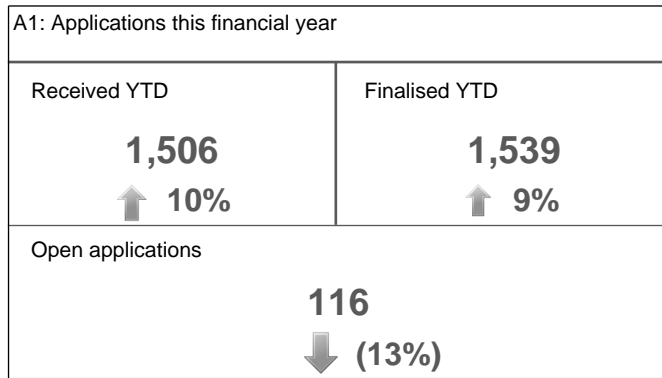 A1: Applications this financial year
Received YTD
Finalised YTD
1,506
1,539
10%
9%
Open applications
116
(13%)